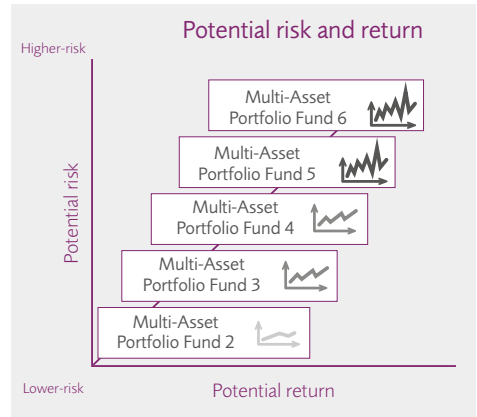 Potential risk and return
Higher-risk
Multi-Asset
Portfolio Fund 6
Multi-Asset
Portfolio Fund 5
Multi-Asset
Portfolio Fund 4
Multi-Asset
Portfolio Fund 3
Multi-Asset
Portfolio Fund 2
Potential risk
Lower-risk
Potential return